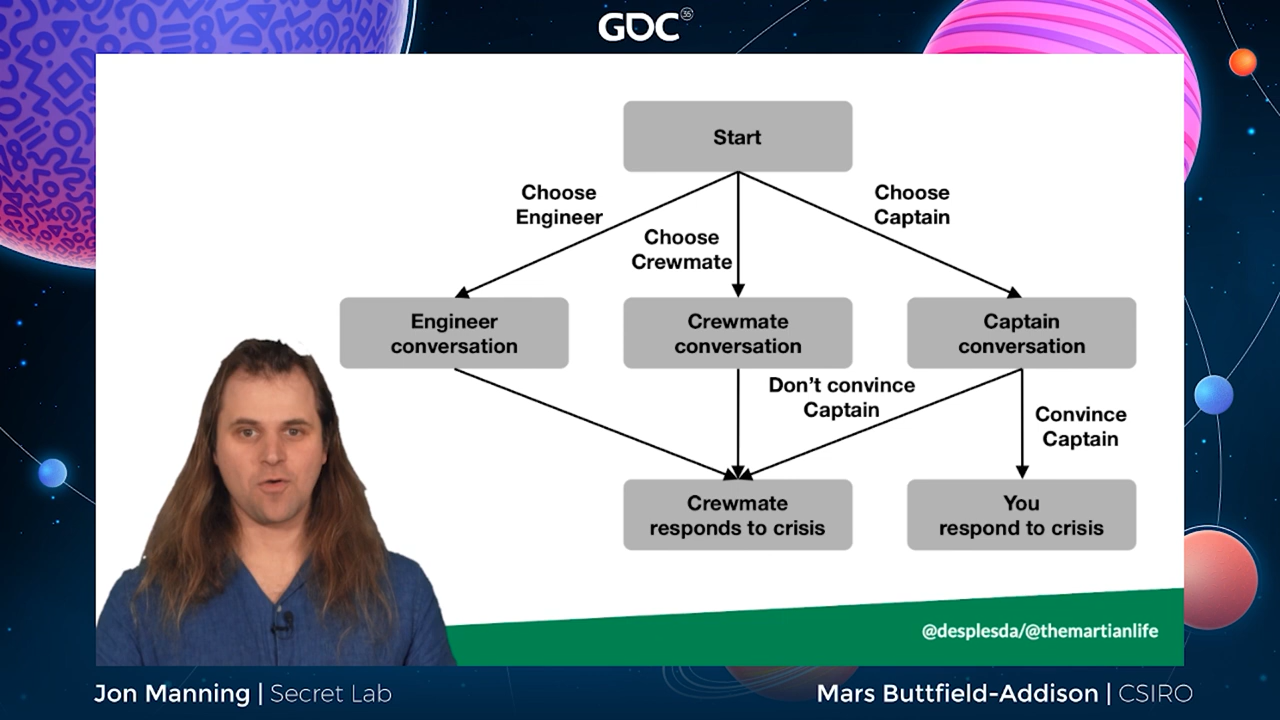 GDC 35
Start
Choose
Engineer
Choose
Crewmate
Choose
Captain
Engineer
conversation
Crewmate
conversation
Captain
conversation
Don’t convince
Captain
Convince
Captain
Crewmate
responds to crisis
You
respond to crisis
@desplesda/@themartianlife
Jon Manning | Secret Lab
Mars Buttfield-Addison | CSIRO